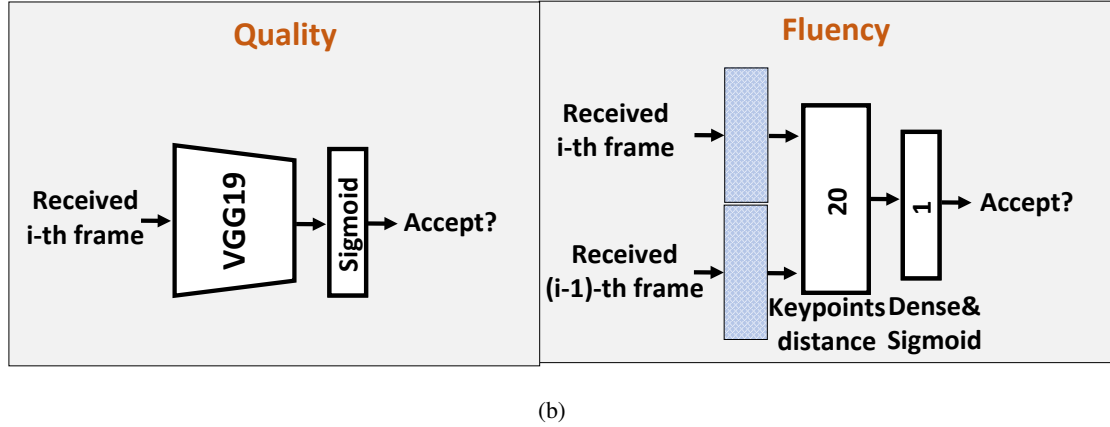 Quality
Received
i-th frame
VGG19
Sigmoid
Accept?
Fluency
Received
i-th frame
Received
(i-1)-th frame
20
1
Accept?
Keypoints
distance
Dense&
Sigmoid
(b)